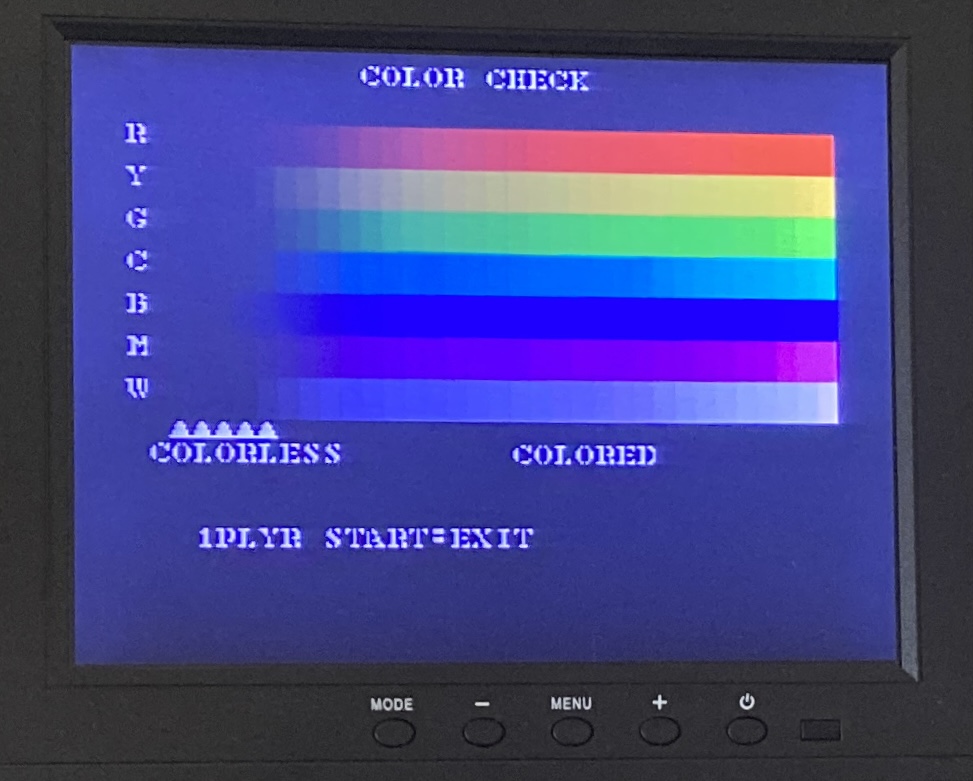 COLOR CHECK
R
Y
G
C
B
M
W
COLORLESS COLORED
1PLYR START=EXIT
MODE - MENU +